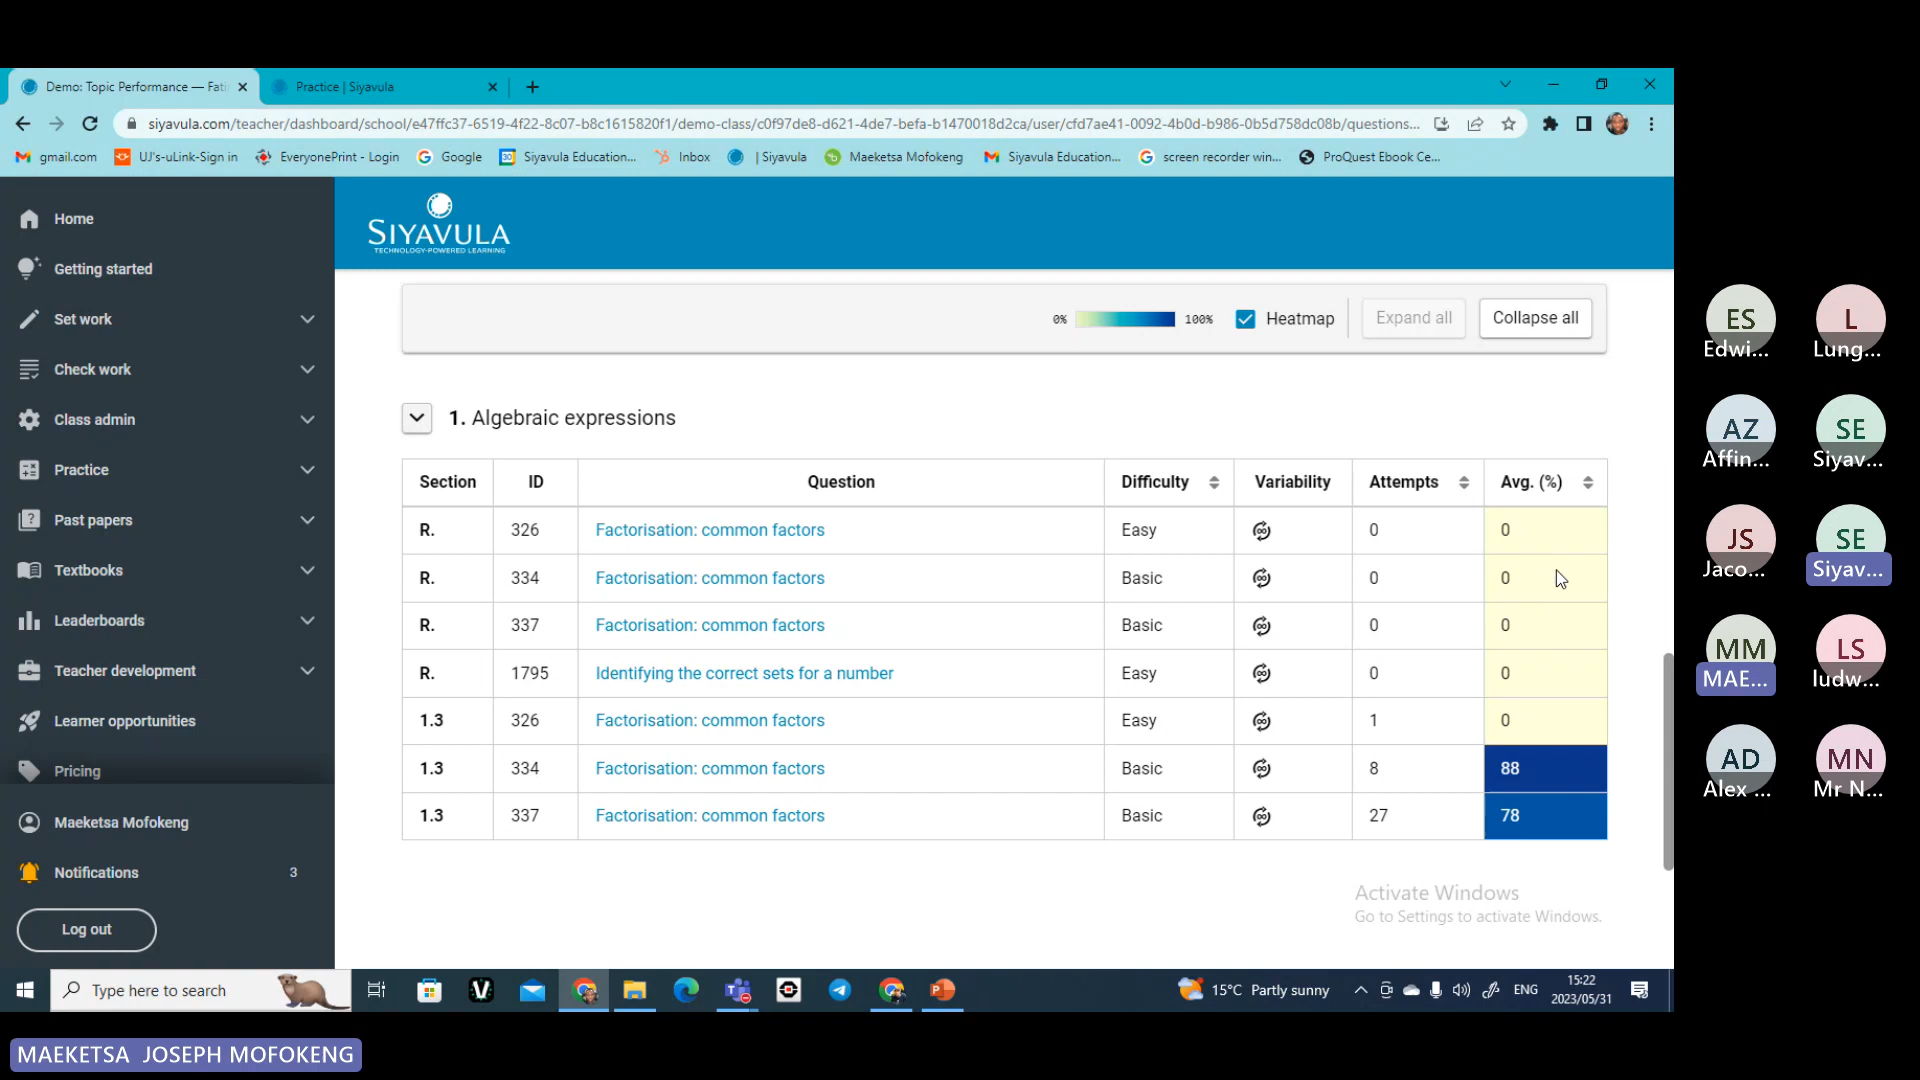 Demo: Topic Performance — Fati
Practice | Siyavula
siyavula.com/teacher/dashboard/school/e47ffc37-6519-4f22-8c07-b8c1615820f1/demo-class/c0f97de8-d621-4de7-befa-b1470018d2ca/user/cfd7ae41-0092-4b0d-b986-0b5d758dc08b/questions...
gmail.com
UJ's-uLink-Sign in
EveryonePrint - Login
Google
Siyavula Education...
Inbox
| Siyavula
Maeketsa Mofokeng
Siyavula Education...
screen recorder win...
ProQuest Ebook Ce...
Home
Getting started
Set work
Check work
Class admin
Practice
Past papers
Textbooks
Leaderboards
Teacher development
Learner opportunities
Pricing
Maeketsa Mofokeng
Notifications 3
Log out
SIYAVULA
TECHNOLOGY-POWERED LEARNING
0% 100% Heatmap Expand all Collapse all
1. Algebraic expressions
Section ID Question Difficulty Variability Attempts Avg. (%)
R. 326 Factorisation: common factors Easy 0 0
R. 334 Factorisation: common factors Basic 0 0
R. 337 Factorisation: common factors Basic 0 0
R. 1795 Identifying the correct sets for a number Easy 0 0
1.3 326 Factorisation: common factors Easy 1 0
1.3 334 Factorisation: common factors Basic 8 88
1.3 337 Factorisation: common factors Basic 27 78
Activate Windows
Go to Settings to activate Windows.
Type here to search
15°C Partly sunny
ENG
15:22
2023/05/31
ES
Edwi...
L
Lung...
AZ
Affin...
SE
Siyav...
JS
Jaco...
SE
Siyav...
MM
MAE...
LS
ludw...
AD
Alex ...
MN
Mr N...
MAEKETSA JOSEPH MOFOKENG